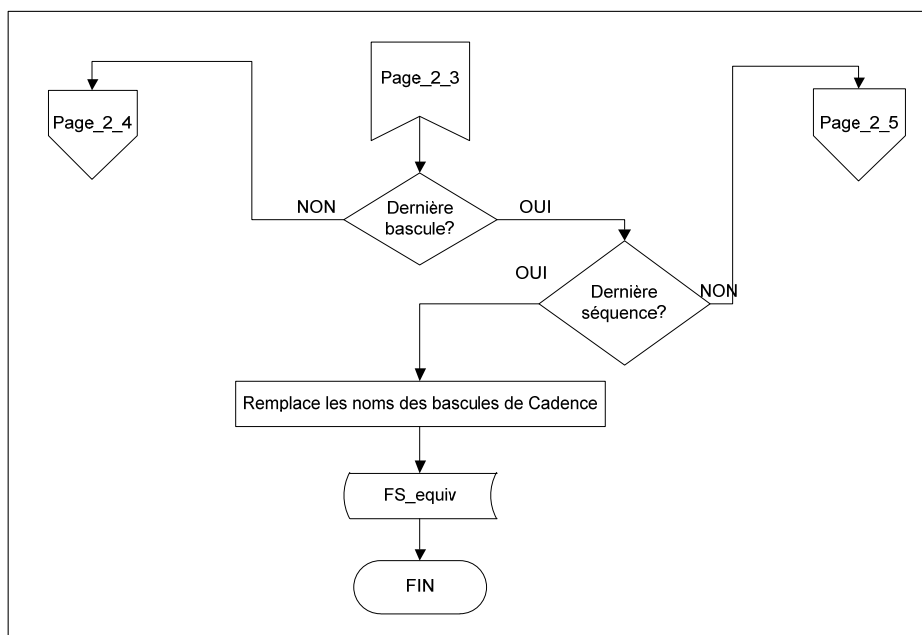 Page_2_3
Page_2_4
Page_2_5
NON
Dernière
bascule?
OUI
OUI
Dernière
séquence?
NON
Remplace les noms des bascules de Cadence
FS_equiv
FIN